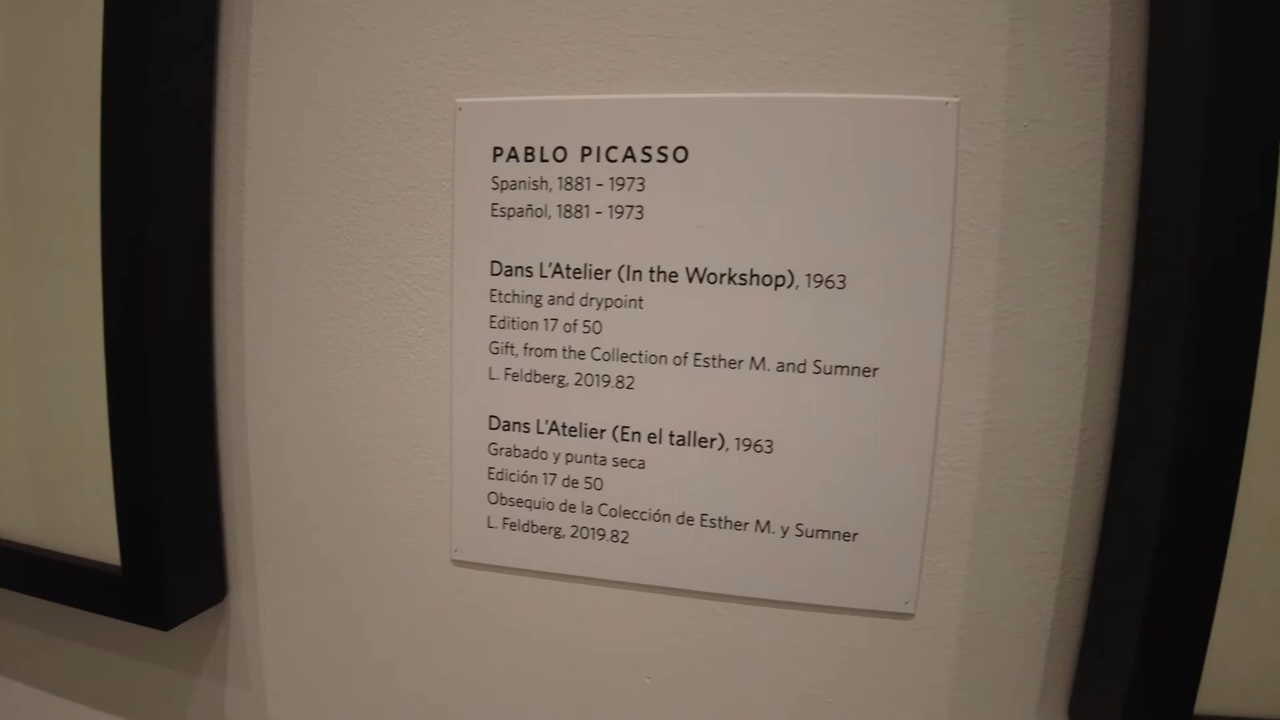 PABLO PICASSO
Spanish, 1881 – 1973
Español, 1881 – 1973
Dans L'Atelier (In the Workshop), 1963
Etching and drypoint
Edition 17 of 50
Gift, from the Collection of Esther M. and Sumner
L. Feldberg, 2019.82
Dans L'Atelier (En el taller), 1963
Grabado y punta seca
Edición 17 de 50
Obsequio de la Colección de Esther M. y Sumner
L. Feldberg, 2019.82